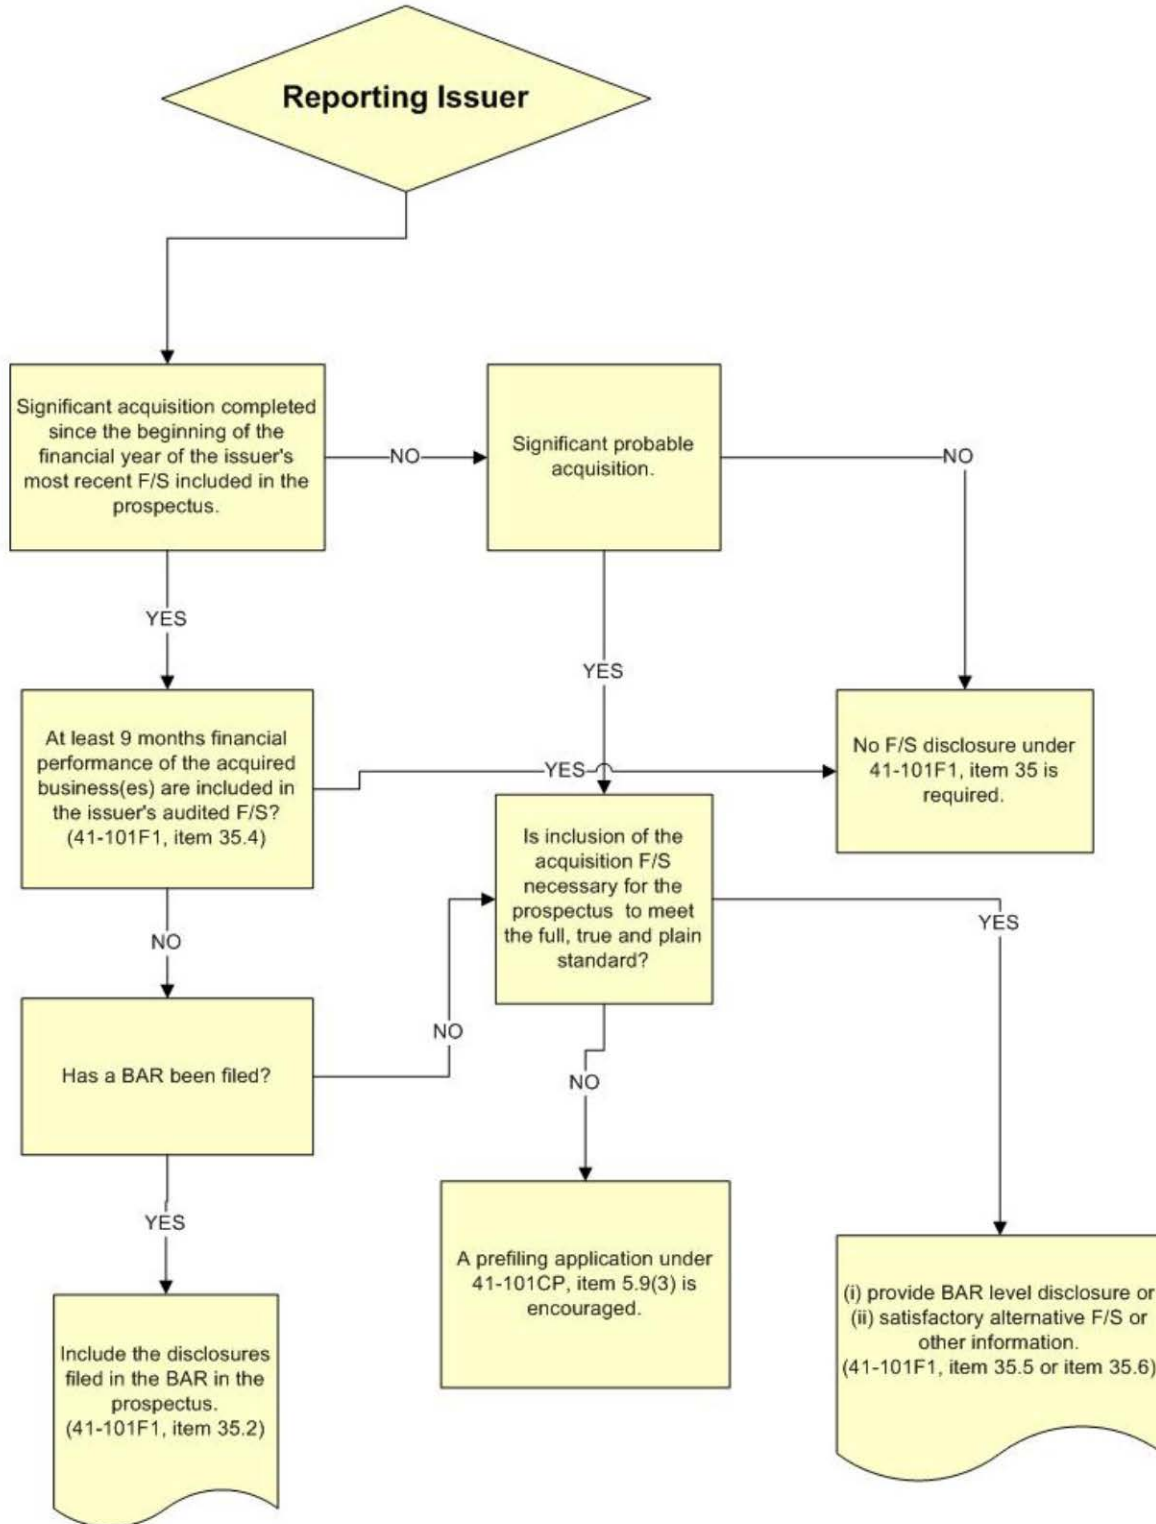 Reporting Issuer
Significant acquisition completed
since the beginning of the
financial year of the issuer's
most recent F/S included in the
prospectus.
NO
Significant probable
acquisition.
NO
YES
YES
At least 9 months financial
performance of the acquired
business(es) are included in
the issuer's audited F/S?
(41-101F1, item 35.4)
YES
No F/S disclosure under
41-101F1, item 35 is
required.
Is inclusion of the
acquisition F/S
necessary for the
prospectus to meet
the full, true and plain
standard?
YES
NO
Has a BAR been filed?
NO
NO
YES
A prefiling application under
41-101CP, item 5.9(3) is
encouraged.
(i) provide BAR level disclosure or
(ii) satisfactory alternative F/S or
other information.
(41-101F1, item 35.5 or item 35.6)
Include the disclosures
filed in the BAR in the
prospectus.
(41-101F1, item 35.2)